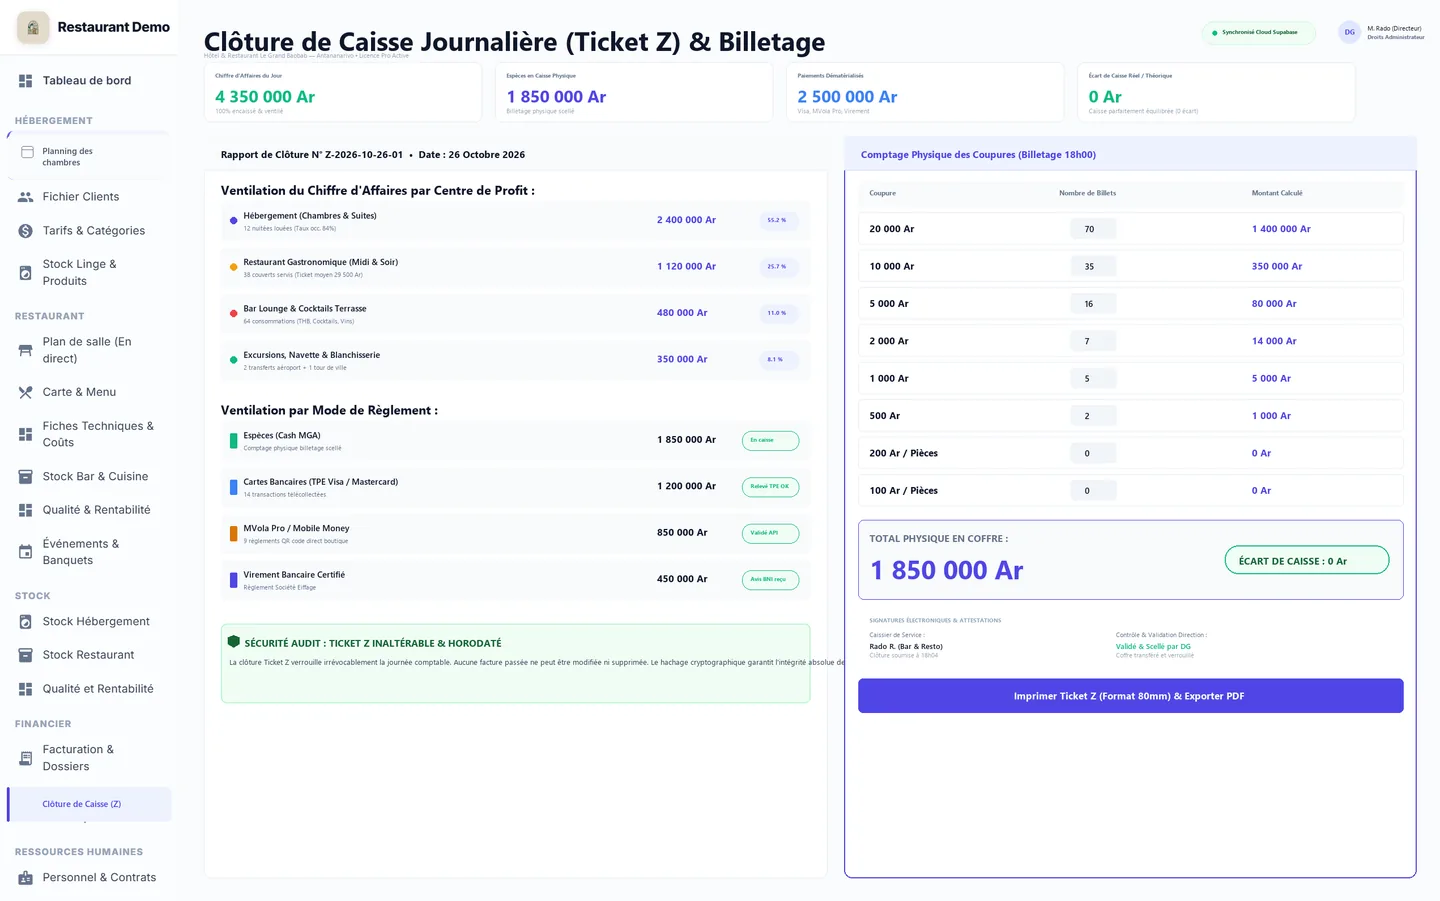 Restaurant Demo
Tableau de bord
HÉBERGEMENT
Planning des
chambres
Fichier Clients
Tarifs & Catégories
Stock Linge &
Produits
RESTAURANT
Plan de salle (En
direct)
Carte & Menu
Fiches Techniques &
Coûts
Stock Bar & Cuisine
Qualité & Rentabilité
Événements &
Banquets
STOCK
Stock Hébergement
Stock Restaurant
Qualité et Rentabilité
FINANCIER
Facturation &
Dossiers
Clôture de Caisse (Z)
RESSOURCES HUMAINES
Personnel & Contrats
Clôture de Caisse Journalière (Ticket Z) & Billetage
Hôtel & Restaurant Le Grand Baobab — Antananarivo • Licence Pro Active
Synchronisé Cloud Supabase
DG
M. Rado (Directeur)
Droits Administrateur
Chiffre d'Affaires du Jour
4 350 000 Ar
100% encaissé & ventilé
Espèces en Caisse Physique
1 850 000 Ar
Billetage physique scellé
Paiements Dématérialisés
2 500 000 Ar
Visa, MVola Pro, Virement
Écart de Caisse Réel / Théorique
0 Ar
Caisse parfaitement équilibrée (0 écart)
Rapport de Clôture N° Z-2026-10-26-01 • Date : 26 Octobre 2026
Ventilation du Chiffre d'Affaires par Centre de Profit :
Hébergement (Chambres & Suites)
12 nuitées louées (Taux occ. 84%)
2 400 000 Ar
55.2 %
Restaurant Gastronomique (Midi & Soir)
38 couverts servis (Ticket moyen 29 500 Ar)
1 120 000 Ar
25.7 %
Bar Lounge & Cocktails Terrasse
64 consommations (THB, Cocktails, Vins)
480 000 Ar
11.0 %
Excursions, Navette & Blanchisserie
2 transferts aéroport + 1 tour de ville
350 000 Ar
8.1 %
Ventilation par Mode de Règlement :
Espèces (Cash MGA)
Comptage physique billetage scellé
1 850 000 Ar
En caisse
Cartes Bancaires (TPE Visa / Mastercard)
14 transactions télécollectées
1 200 000 Ar
Relevé TPE OK
MVola Pro / Mobile Money
9 règlements QR code direct boutique
850 000 Ar
Validé API
Virement Bancaire Certifié
Règlement Société Eiffage
450 000 Ar
Avis BNI reçu
SÉCURITÉ AUDIT : TICKET Z INALTÉRABLE & HORODATÉ
La clôture Ticket Z verrouille irrévocablement la journée comptable. Aucune facture passée ne peut être modifiée ni supprimée. Le hachage cryptographique garantit l'intégrité absolue de
Comptage Physique des Coupures (Billetage 18h00)
Coupure Nombre de Billets Montant Calculé
20 000 Ar 70 1 400 000 Ar
10 000 Ar 35 350 000 Ar
5 000 Ar 16 80 000 Ar
2 000 Ar 7 14 000 Ar
1 000 Ar 5 5 000 Ar
500 Ar 2 1 000 Ar
200 Ar / Pièces 0 0 Ar
100 Ar / Pièces 0 0 Ar
TOTAL PHYSIQUE EN COFFRE :
1 850 000 Ar
ÉCART DE CAISSE : 0 Ar
SIGNATURES ÉLECTRONIQUES & ATTESTATIONS
Caissier de Service :
Rado R. (Bar & Resto)
Clôture soumise à 18h04
Contrôle & Validation Direction :
Validé & Scellé par DG
Coffre transféré et verrouillé
Imprimer Ticket Z (Format 80mm) & Exporter PDF